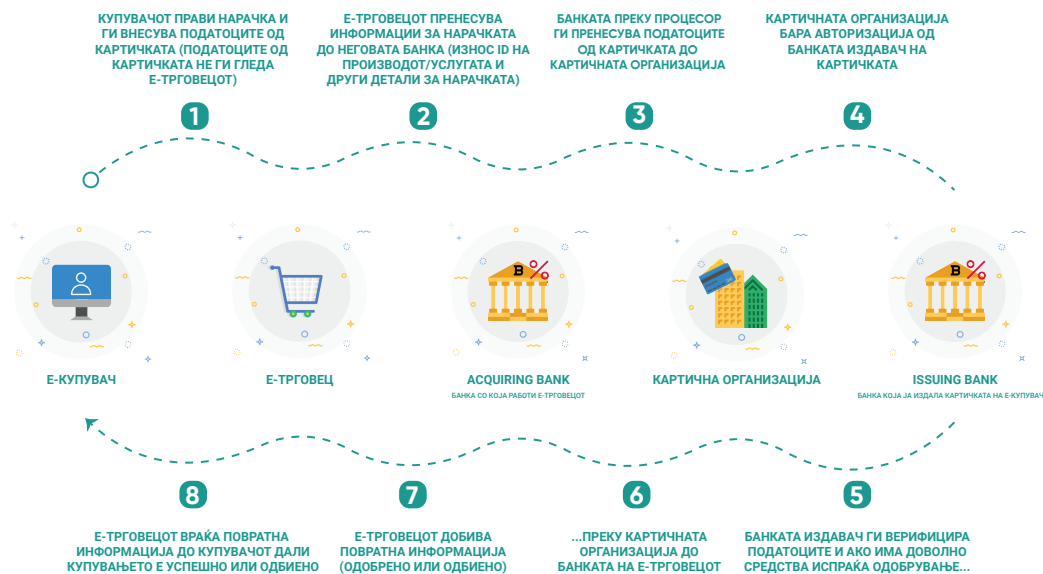 КУПУВАЧОТ ПРАВИ НАРАЧКА И
ГИ ВНЕСУВА ПОДАТОЦИТЕ ОД
КАРТИЧКАТА (ПОДАТОЦИТЕ ОД
КАРТИЧКАТА НЕ ГИ ГЛЕДА
Е-ТРГОВЕЦОТ)
1
Е-ТРГОВЕЦОТ ПРЕНЕСУВА
ИНФОРМАЦИИ ЗА НАРАЧКАТА
ДО НЕГОВАТА БАНКА (ИЗНОС ID НА
ПРОИЗВОДОТ/УСЛУГАТА И
ДРУГИ ДЕТАЛИ ЗА НАРАЧКАТА)
2
БАНКАТА ПРЕКУ ПРОЦЕСОР
ГИ ПРЕНЕСУВА ПОДАТОЦИТЕ
ОД КАРТИЧКАТА ДО
КАРТИЧНАТА ОРГАНИЗАЦИЈА
3
КАРТИЧНАТА ОРГАНИЗАЦИЈА
БАРА АВТОРИЗАЦИЈА ОД
БАНКАТА ИЗДАВАЧ НА
КАРТИЧКАТА
4
Е-КУПУВАЧ
Е-ТРГОВЕЦ
B
%
ACQUIRING BANK
БАНКА СО КОЈА РАБОТИ Е-ТРГОВЕЦОТ
КАРТИЧНА ОРГАНИЗАЦИЈА
B
%
ISSUING BANK
БАНКА КОЈА ЈА ИЗДАЛА КАРТИЧКАТА НА Е-КУПУВАЧ
8
Е-ТРГОВЕЦОТ ВРАЌА ПОВРАТНА
ИНФОРМАЦИЈА ДО КУПУВАЧОТ ДАЛИ
КУПУВАЊЕТО Е УСПЕШНО ИЛИ ОДБИЕНО
7
Е-ТРГОВЕЦОТ ДОБИВА
ПОВРАТНА ИНФОРМАЦИЈА
(ОДОБРЕНО ИЛИ ОДБИЕНО)
6
...ПРЕКУ КАРТИЧНАТА
ОРГАНИЗАЦИЈА ДО
БАНКАТА НА Е-ТРГОВЕЦОТ
5
БАНКАТА ИЗДАВАЧ ГИ ВЕРИФИЦИРА
ПОДАТОЦИТЕ И АКО ИМА ДОВОЛНО
СРЕДСТВА ИСПРАЌА ОДОБРУВАЊЕ...